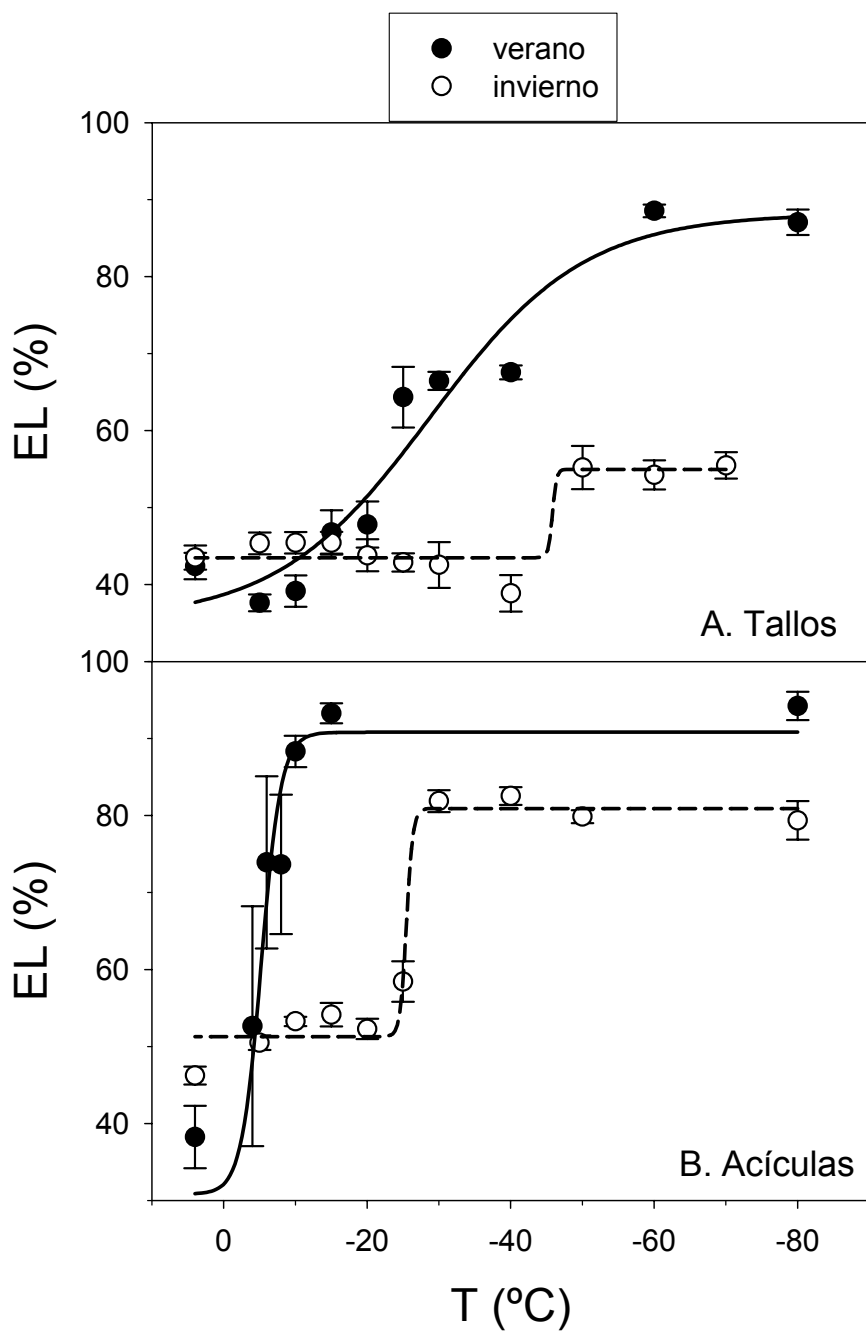 verano
invierno
100
80
60
40
EL (%)
A. Tallos
100
80
60
40
EL (%)
B. Acículas
0 -20 -40 -60 -80
T (ºC)